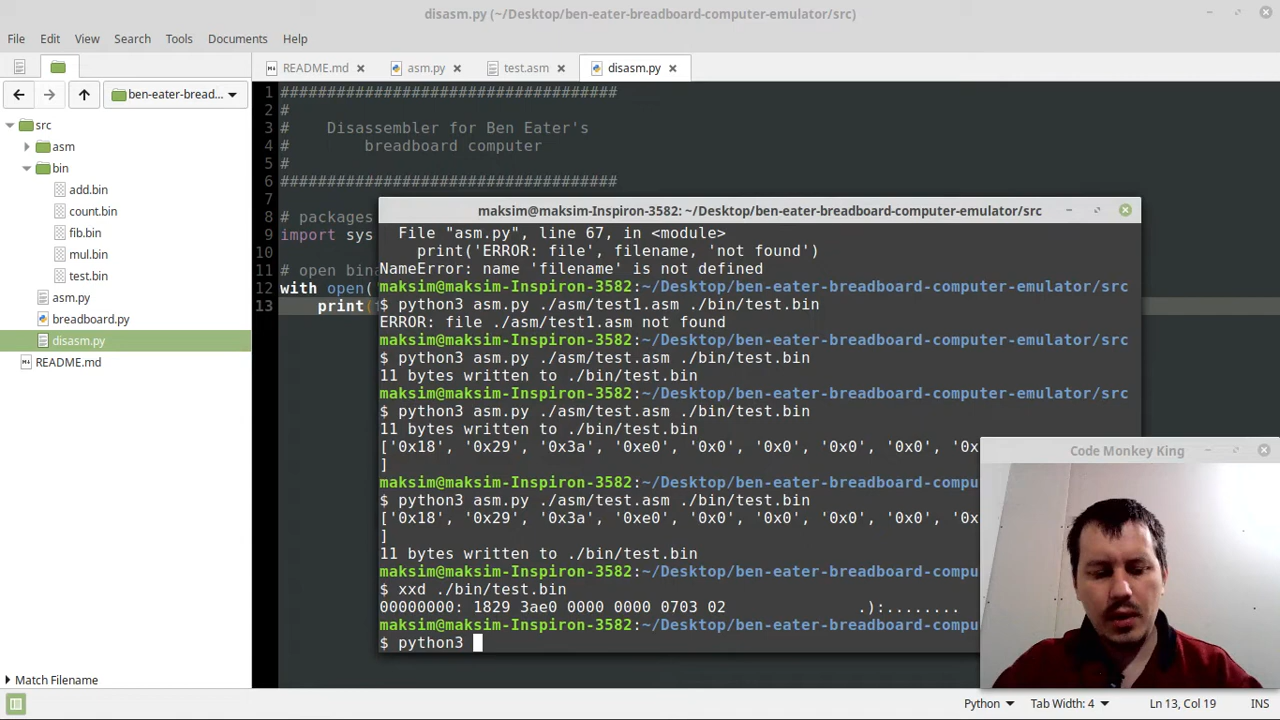 disasm.py (~/Desktop/ben-eater-breadboard-computer-emulator/src)
File Edit View Search Tools Documents Help
README.md asm.py test.asm disasm.py
ben-eater-bread...
src
asm
bin
add.bin
count.bin
fib.bin
mul.bin
test.bin
asm.py
breadboard.py
disasm.py
README.md
Match Filename
1 ####################################
2 #
3 # Disassembler for Ben Eater's
4 # breadboard computer
5 #
6 ####################################
7
8 # packages
9 import sys
10
11 # open bin
12 with open(
13 print(
maksim@maksim-Inspiron-3582: ~/Desktop/ben-eater-breadboard-computer-emulator/src
File "asm.py", line 67, in <module>
print('ERROR: file', filename, 'not found')
NameError: name 'filename' is not defined
maksim@maksim-Inspiron-3582:~/Desktop/ben-eater-breadboard-computer-emulator/src
$ python3 asm.py ./asm/test1.asm ./bin/test.bin
ERROR: file ./asm/test1.asm not found
maksim@maksim-Inspiron-3582:~/Desktop/ben-eater-breadboard-computer-emulator/src
$ python3 asm.py ./asm/test.asm ./bin/test.bin
11 bytes written to ./bin/test.bin
maksim@maksim-Inspiron-3582:~/Desktop/ben-eater-breadboard-computer-emulator/src
$ python3 asm.py ./asm/test.asm ./bin/test.bin
11 bytes written to ./bin/test.bin
['0x18', '0x29', '0x3a', '0xe0', '0x0', '0x0', '0x0', '0x0', '0x
]
maksim@maksim-Inspiron-3582:~/Desktop/ben-eater-breadboard-compu
$ python3 asm.py ./asm/test.asm ./bin/test.bin
['0x18', '0x29', '0x3a', '0xe0', '0x0', '0x0', '0x0', '0x0', '0x
]
11 bytes written to ./bin/test.bin
maksim@maksim-Inspiron-3582:~/Desktop/ben-eater-breadboard-compu
$ xxd ./bin/test.bin
00000000: 1829 3ae0 0000 0000 0703 02 .):........
maksim@maksim-Inspiron-3582:~/Desktop/ben-eater-breadboard-compu
$ python3
Code Monkey King
Python Tab Width: 4 Ln 13, Col 19 INS